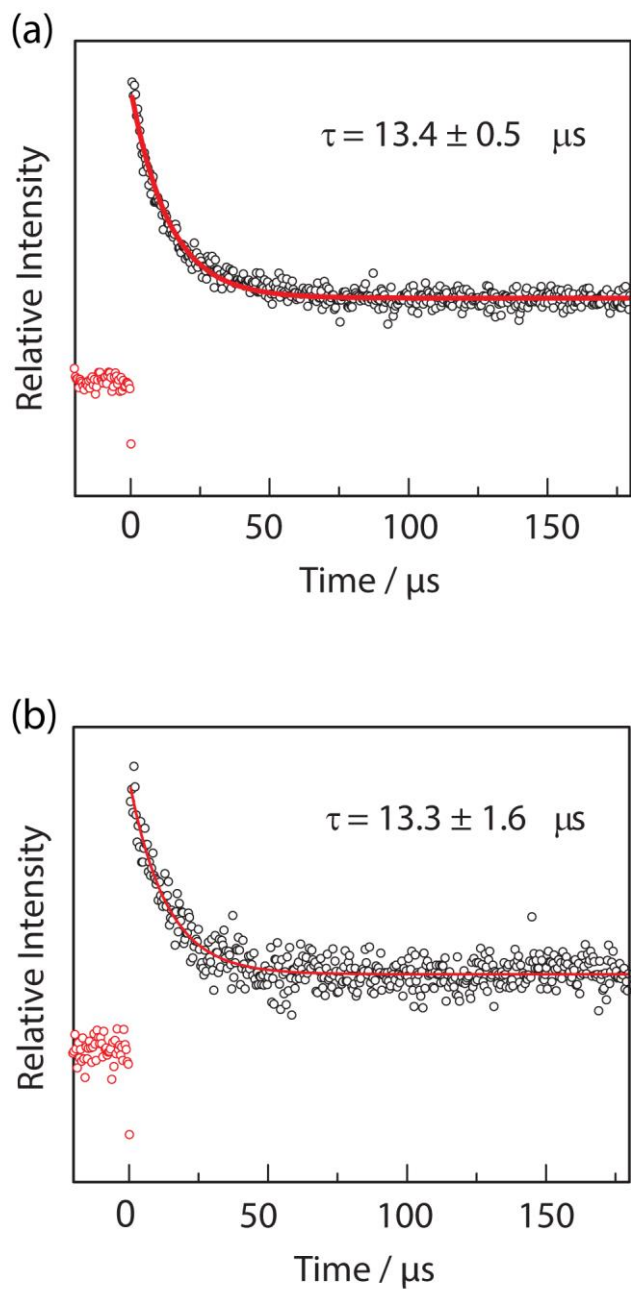 (a)
τ = 13.4 ± 0.5 μs
Relative Intensity
0 50 100 150
Time / μs
(b)
τ = 13.3 ± 1.6 μs
Relative Intensity
0 50 100 150
Time / μs